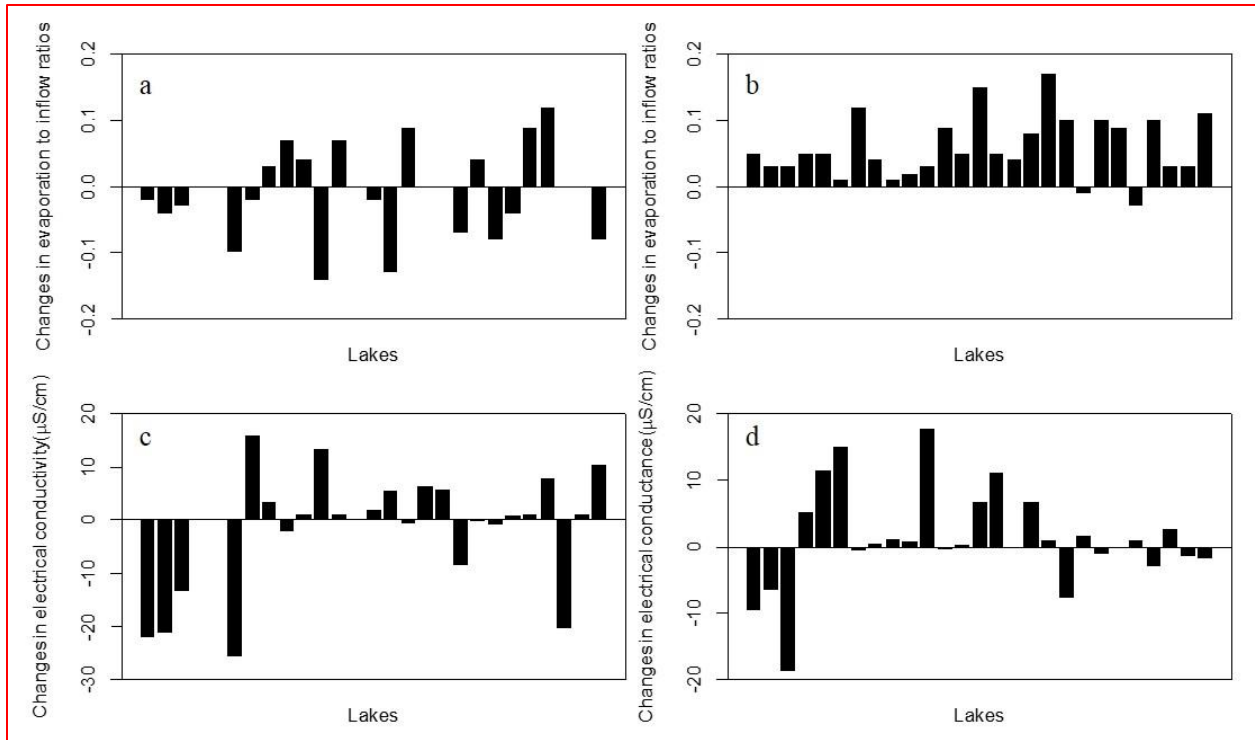 a
Changes in evaporation to inflow ratios
0.2
0.1
0.0
-0.1
-0.2
Lakes
b
Changes in evaporation to inflow ratios
0.2
0.1
0.0
-0.1
-0.2
Lakes
c
Changes in electrical conductivity(µS/cm)
20
10
0
-10
-20
-30
Lakes
d
Changes in electrical conductance(µS/cm)
20
10
0
-10
-20
Lakes